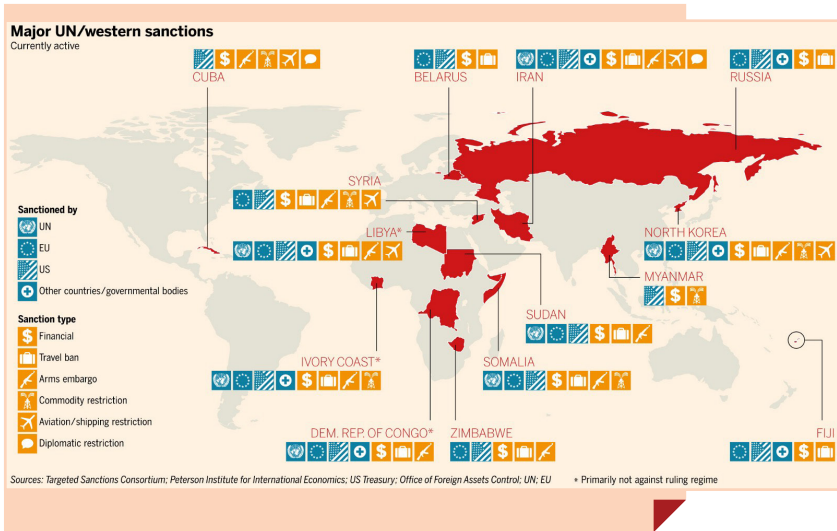 Major UN/western sanctions
Currently active
CUBA
BELARUS
IRAN
RUSSIA
SYRIA
LIBYA*
NORTH KOREA
MYANMAR
SUDAN
IVORY COAST*
SOMALIA
DEM. REP. OF CONGO*
ZIMBABWE
FIJI
Sanctioned by
UN
EU
US
Other countries/governmental bodies
Sanction type
Financial
Travel ban
Arms embargo
Commodity restriction
Aviation/shipping restriction
Diplomatic restriction
Sources: Targeted Sanctions Consortium; Peterson Institute for International Economics; US Treasury: Office of Foreign Assets Control; UN; EU
* Primarily not against ruling regime